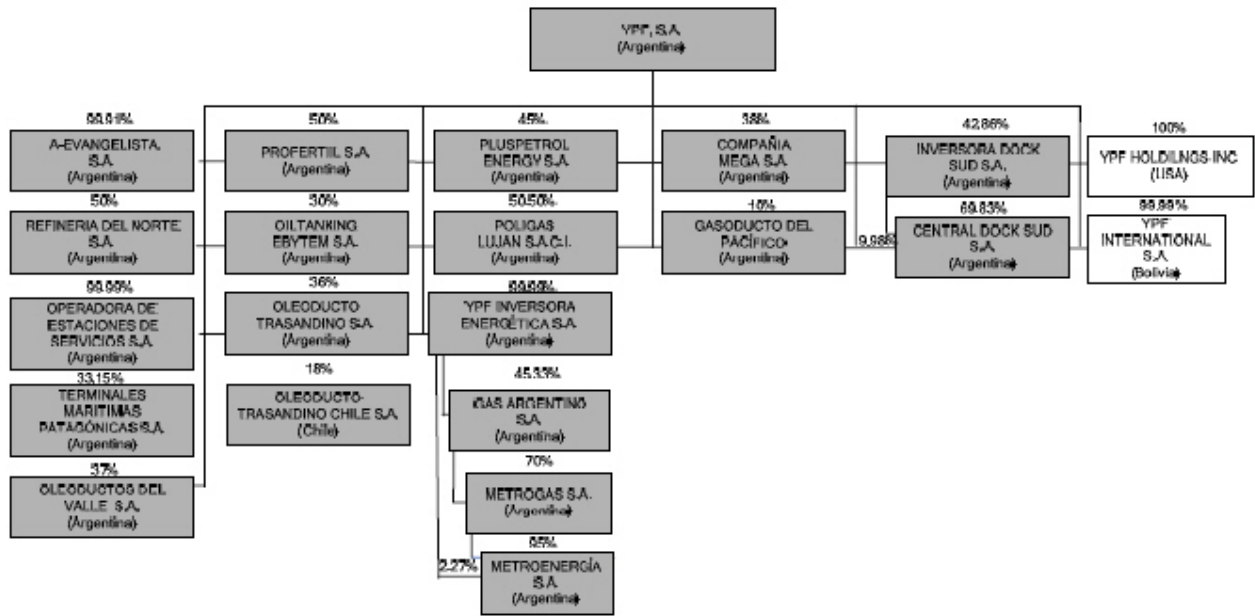 YPF, S.A.
(Argentina)
99.91%
A-EVANGELISTA,
S.A.
(Argentina)
50%
PROFERTIIL S.A.
(Argentina)
45%
PLUSPETROL
ENERGY S.A.
(Argentina)
38%
COMPAÑIA
MEGA S.A.
(Argentina)
42,86%
INVERSORA DOCK
SUD S.A.
(Argentina)
100%
YPF HOLDILNGS INC
(USA)
50%
REFINERIA DEL NORTE,
S.A.
(Argentina)
30%
OILTANKING
EBYTEM S.A.
(Argentina)
50.50%
POLIGAS
LUJAN S.A.C.I.
(Argentina)
10%
GASODUCTO DEL
PACÍFICO
(Argentina)
9,98%
69.83%
CENTRAL DOCK SUD
S.A.
(Argentina)
99.99%
YPF
INTERNATIONAL
S.A.
(Bolivia)
99.99%
OPERADORA DE
ESTACIONES DE
SERVICIOS S.A.
(Argentina)
36%
OLEODUCTO
TRASANDINO S.A.
(Argentina)
99.99%
YPF INVERSORA
ENERGÉTICA S.A.
(Argentina)
33,15%
TERMINALES
MARITIMAS
PATAGÓNICAS S.A.
(Argentina)
18%
OLEODUCTO
TRASANDINO CHILE S.A.
(Chile)
45.33%
GAS ARGENTINO
S.A.
(Argentina)
37%
OLEODUCTOS DEL
VALLE S.A.
(Argentina)
70%
METROGAS S.A.
(Argentina)
2.27%
95%
METROENERGÍA
S.A.
(Argentina)